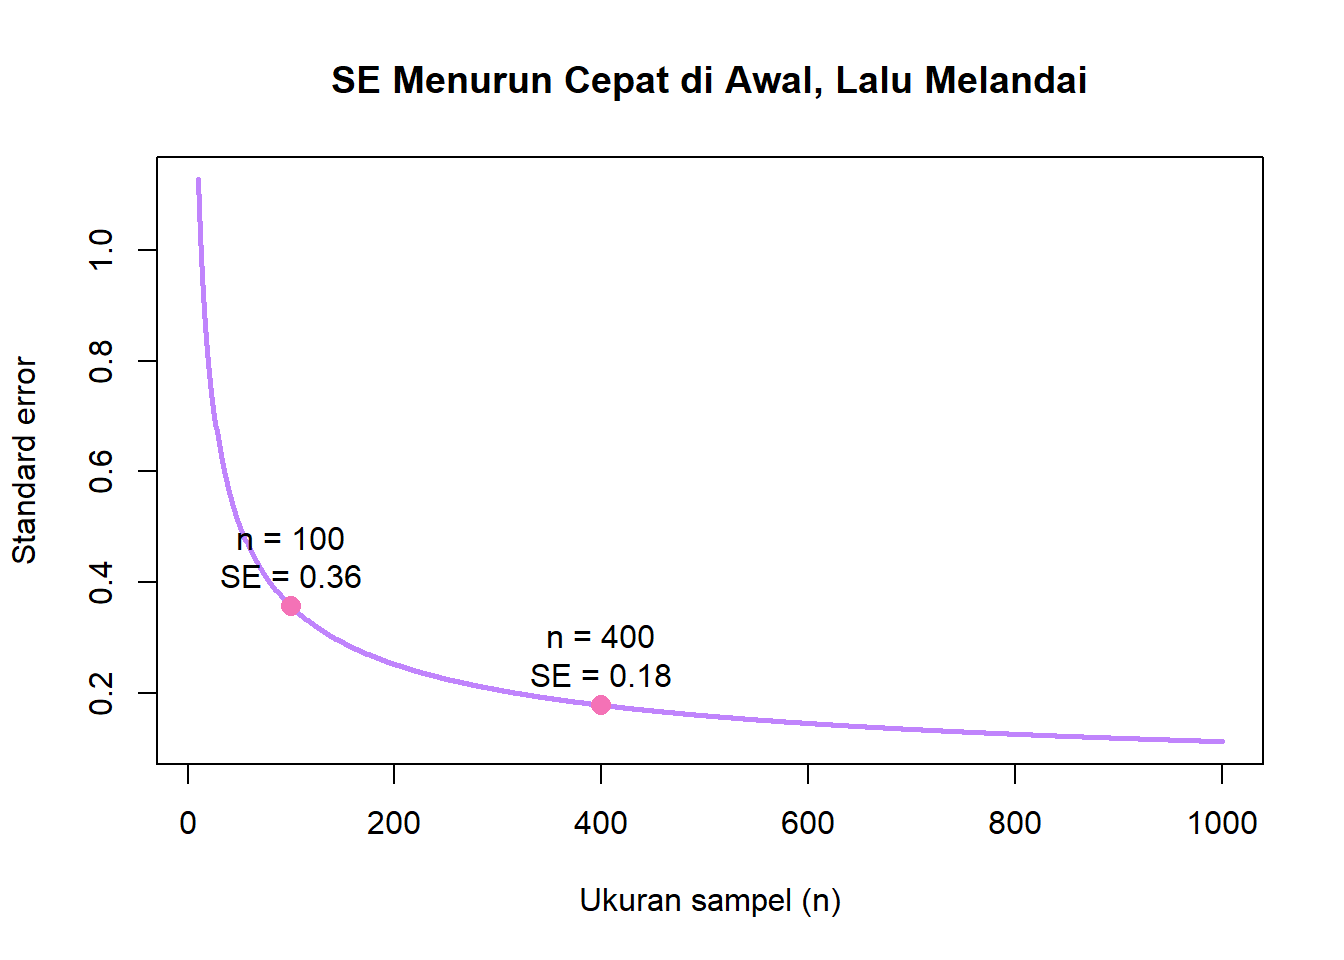 SE Menurun Cepat di Awal, Lalu Melandai
Standard error
1.0
0.8
0.6
0.4
0.2
n = 100
SE = 0.36
n = 400
SE = 0.18
0 200 400 600 800 1000
Ukuran sampel (n)